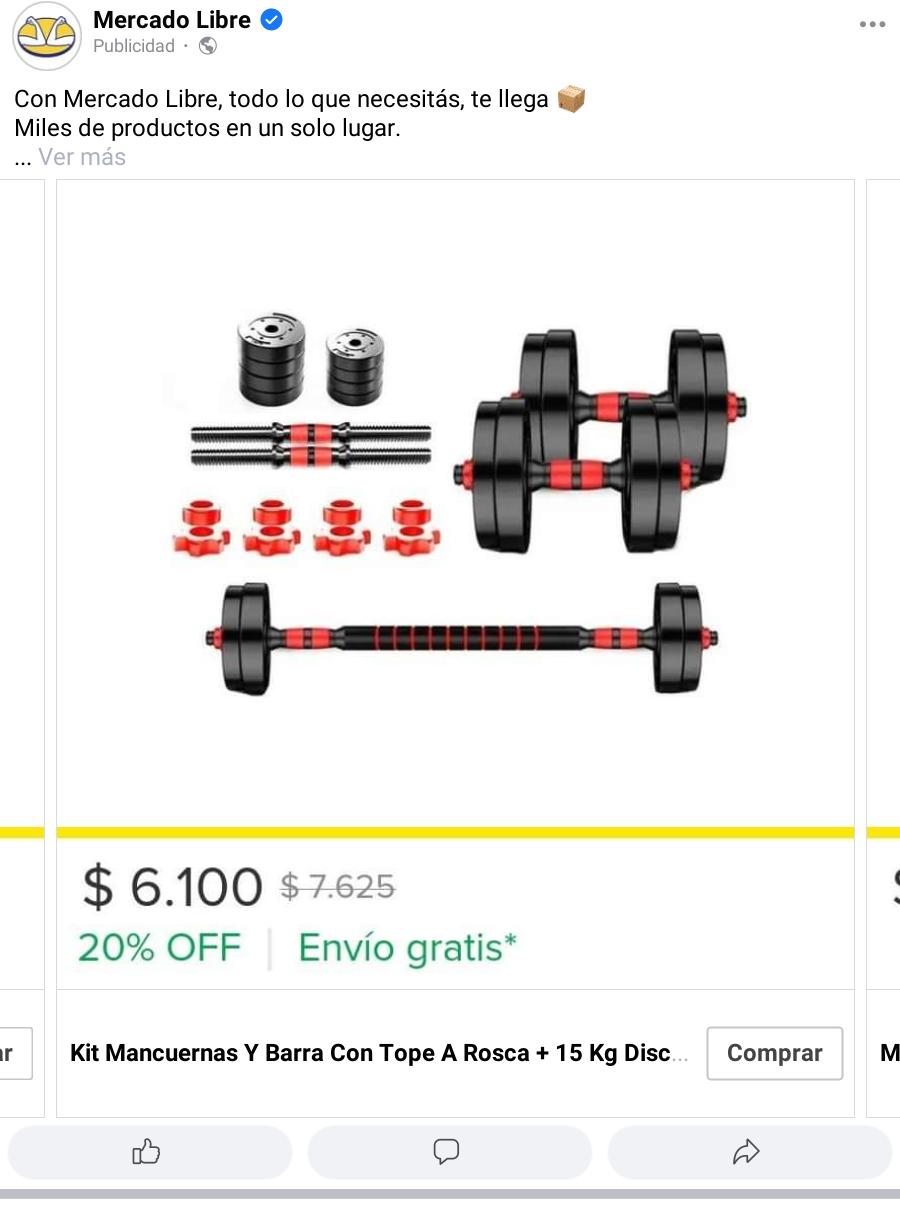 Mercado Libre
Publicidad ·
Con Mercado Libre, todo lo que necesitás, te llega 📦
Miles de productos en un solo lugar.
... Ver más
$ 6.100 $ 7.625
20% OFF | Envío gratis*
Kit Mancuernas Y Barra Con Tope A Rosca + 15 Kg Disc...
Comprar